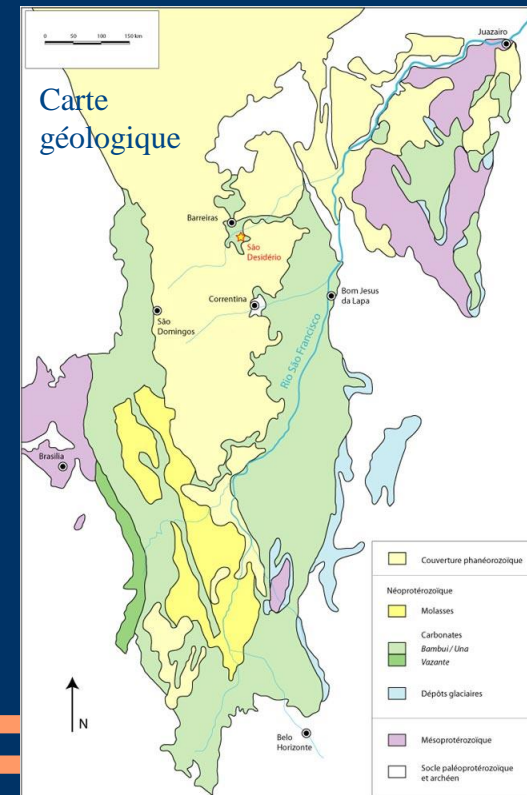 0 50 100 150 km
Carte
géologique
Juazairo
Barreiras
São
Desidério
Correntina
Bom Jesus
da Lapa
São
Domingos
Rio São Francisco
Brasilia
Couverture phanéorozoïque
Néoprotérozoïque
Molasses
Carbonates
Bambuí / Una
Vazante
Dépôts glaciaires
Mésoprotérozoïque
Socle paléoprotérozoïque
et archéen
N
Belo
Horizonte